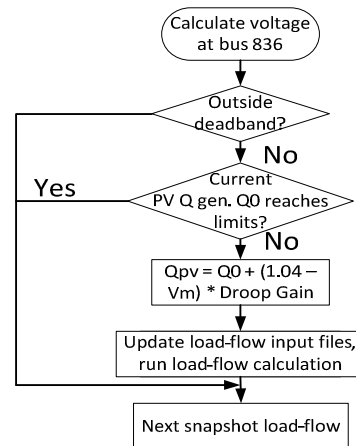 Calculate voltage
at bus 836
Outside
deadband?
No
Yes
Current
PV Q gen. Q0 reaches
limits?
No
Qpv = Q0 + (1.04 –
Vm) * Droop Gain
Update load-flow input files,
run load-flow calculation
Next snapshot load-flow